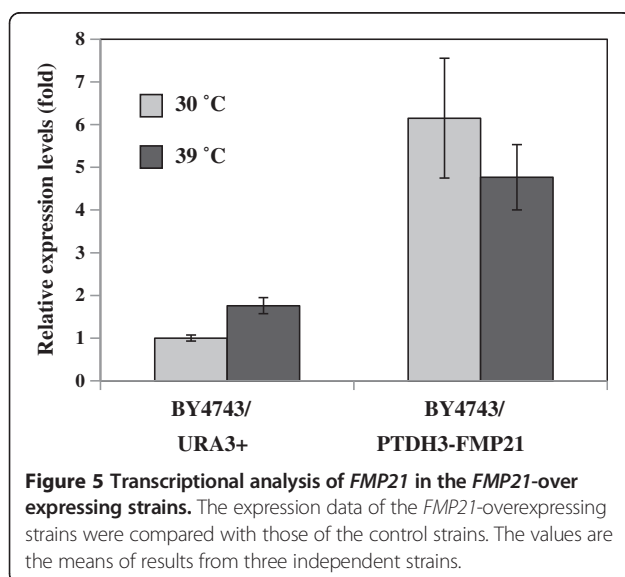 8
7
6
5
4
3
2
1
0
Relative expression levels (fold)
30 ˚C
39 ˚C
BY4743/
URA3+
BY4743/
PTDH3-FMP21
Figure 5 Transcriptional analysis of FMP21 in the FMP21-over
expressing strains. The expression data of the FMP21-overexpressing
strains were compared with those of the control strains. The values are
the means of results from three independent strains.